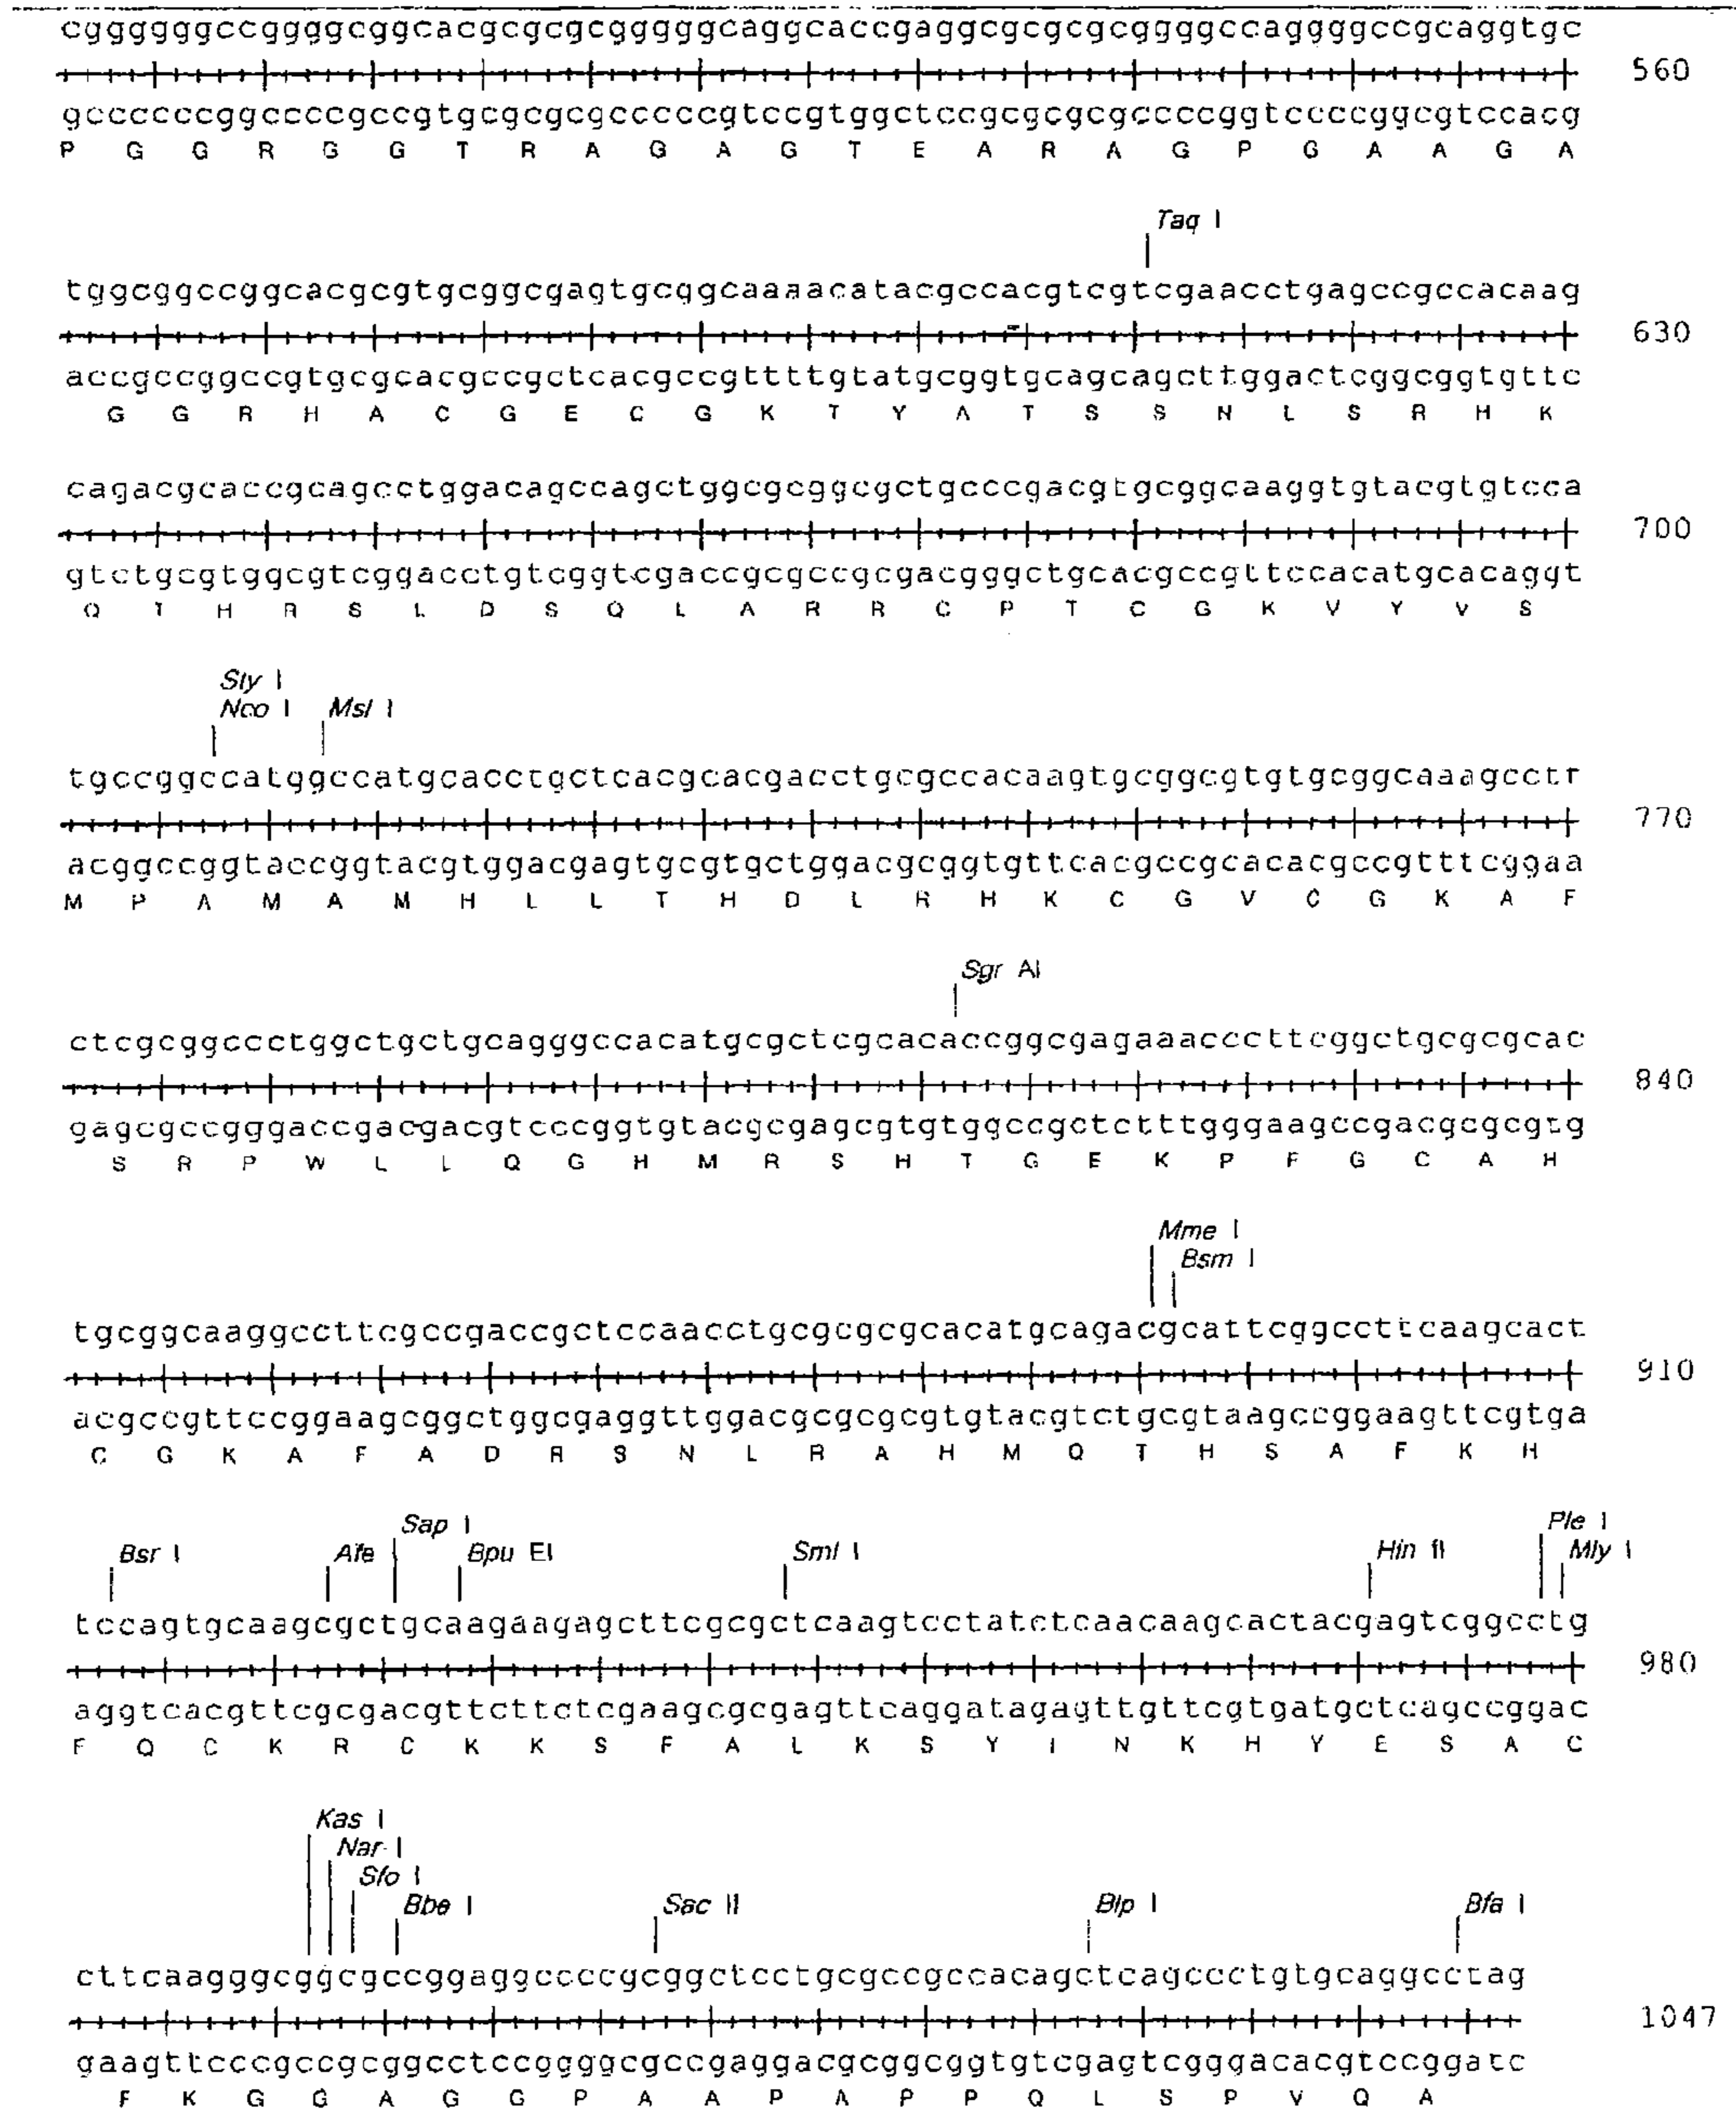 cggggggccggggcggcacgcgcgcgggggcaggcaccgaggcgcgcgcggggccaggggccgcaggtgc
560
gccccccggccccgccgtgcgcgcgcccccgtccgtggctccgcgcgcgccccggtccccggcgtccacg
P G G R G G T R A G A G T E A R A G P G A A G A
Taq I
tggcggccggcacgcgtgcggcgagtgcggcaaaacatacgccacgtcgtcgaacctgagccgccacaag
630
accgccggccgtgcgcacgccgctcacgccgttttgtatgcggtgcagcagcttggactcggcggtgttc
G G R H A C G E C G K T Y A T S S N L S R H K
cagacgcaccgcagcctggacagccagctggcgcggcgctgcccgacgtgcggcaaggtgtacgtgtcca
700
gtctgcgtggcgtcggacctgtcggtcgaccgcgccgcgacgggctgcacgccgttccacatgcacaggt
Q T H R S L D S Q L A R R C P T C G K V Y V S
Sty I
Nco I Msl I
tgccggccatggccatgcacctgctcacgcacgacctgcgccacaagtgcggcgtgtgcggcaaagcctt
770
acggccggtaccggtacgtggacgagtgcgtgctggacgcggtgttcacgccgcacacgccgtttcggaa
M P A M A M H L L T H D L R H K C G V C G K A F
Sgr AI
ctcgcggccctggctgctgcagggccacatgcgctcgcacaccggcgagaaacccttcggctgcgcgcac
840
gagcgccgggaccgacgacgtcccggtgtacgcgagcgtgtggccgctctttgggaagccgacgcgcgtg
S R P W L L Q G H M R S H T G E K P F G C A H
Mme I
Bsm I
tgcggcaaggccttcgccgaccgctccaacctgcgcgcgcacatgcagacgcattcggccttcaagcact
910
acgccgttccggaagcggctggcgaggttggacgcgcgcgtgtacgtctgcgtaagccggaagttcgtga
C G K A F A D R S N L R A H M Q T H S A F K H
Sap I Ple I
Bsr I Afe Bpu EI Sml I Hin fI Mly I
tccagtgcaagcgctgcaagaagagcttcgcgctcaagtcctatctcaacaagcactacgagtcggcctg
980
aggtcacgttcgcgacgttcttctcgaagcgcgagttcaggatagagttgttcgtgatgctcagccggac
F Q C K R C K K S F A L K S Y I N K H Y E S A C
Kas I
Nar I
Sfo I
Bbe I Sac II Blp I Bfa I
cttcaagggcggcgccggaggccccgcggctcctgcgccgccacagctcagccctgtgcaggcctag
1047
gaagttcccgccgcggcctccggggcgccgaggacgcggcggtgtcgagtcgggacacgtccggatc
F K G G A G G P A A P A P P Q L S P V Q A